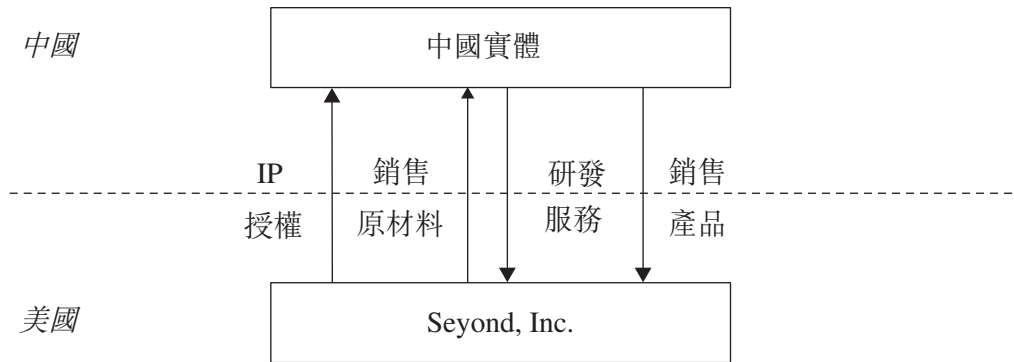 中國
中國實體
IP 銷售 研發 銷售
授權 原材料 服務 產品
美國
Seyond, Inc.